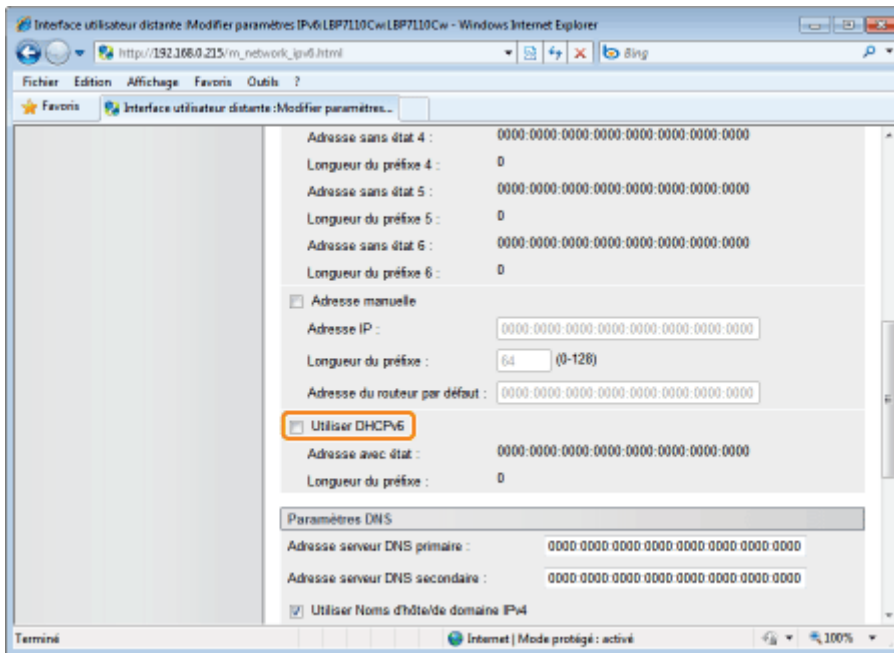 Interface utilisateur distante :Modifier paramètres IPv6:LBP7110Cw:LBP7110Cw - Windows Internet Explorer
http://192.168.0.215/m_network_ipv6.html
Bing
Fichier Edition Affichage Favoris Outils ?
Favoris Interface utilisateur distante :Modifier paramètres...
Adresse sans état 4 : 0000:0000:0000:0000:0000:0000:0000:0000
Longueur du préfixe 4 : 0
Adresse sans état 5 : 0000:0000:0000:0000:0000:0000:0000:0000
Longueur du préfixe 5 : 0
Adresse sans état 6 : 0000:0000:0000:0000:0000:0000:0000:0000
Longueur du préfixe 6 : 0
Adresse manuelle
Adresse IP : 0000:0000:0000:0000:0000:0000:0000:0000
Longueur du préfixe : 64 (0-128)
Adresse du routeur par défaut : 0000:0000:0000:0000:0000:0000:0000:0000
Utiliser DHCPv6
Adresse avec état : 0000:0000:0000:0000:0000:0000:0000:0000
Longueur du préfixe : 0
Paramètres DNS
Adresse serveur DNS primaire : 0000:0000:0000:0000:0000:0000:0000:0000
Adresse serveur DNS secondaire : 0000:0000:0000:0000:0000:0000:0000:0000
Utiliser Noms d'hôte/de domaine IPv4
Terminé Internet | Mode protégé : activé 100%